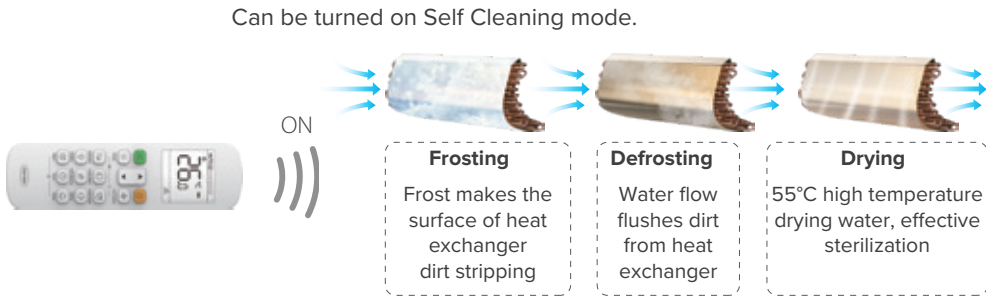 Can be turned on Self Cleaning mode.
ON
Frosting
Frost makes the
surface of heat
exchanger
dirt stripping
Defrosting
Water flow
flushes dirt
from heat
exchanger
Drying
55°C high temperature
drying water, effective
sterilization